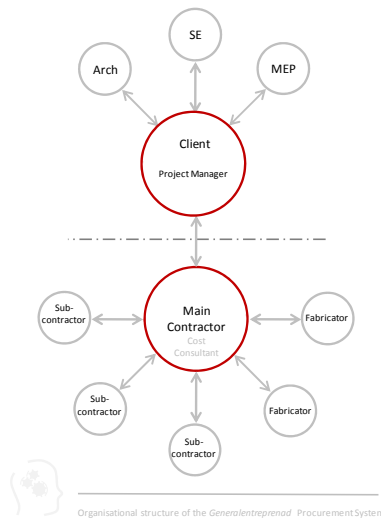 SE
Arch
MEP
Client
Project Manager
Sub-
contractor
Main
Contractor
Cost
Consultant
Fabricator
Sub-
contractor
Fabricator
Sub-
contractor
Organisational structure of the Generalentreprenad Procurement System